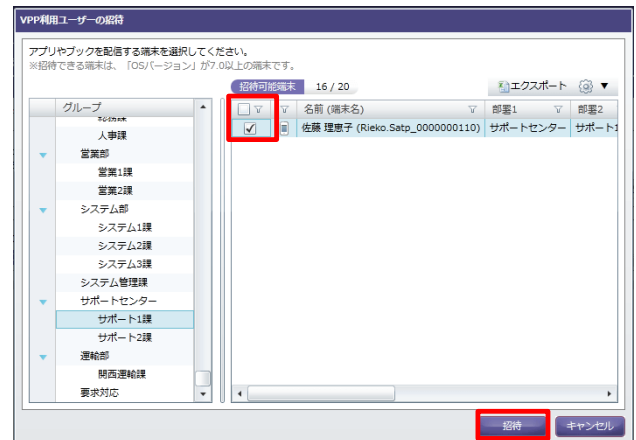 VPP利用ユーザーの招待
アプリやブックを配信する端末を選択してください。
※招待できる端末は、「OSバージョン」が7.0以上の端末です。
招待可能端末 16 / 20 エクスポート
グループ
名前 (端末名) 部署1 部署2
佐藤 理恵子 (Rieko.Satp_0000000110) サポートセンター サポート1
人事課
営業部
営業1課
営業2課
システム部
システム1課
システム2課
システム3課
システム管理課
サポートセンター
サポート1課
サポート2課
運輸部
関西運輸課
要求対応
招待 キャンセル